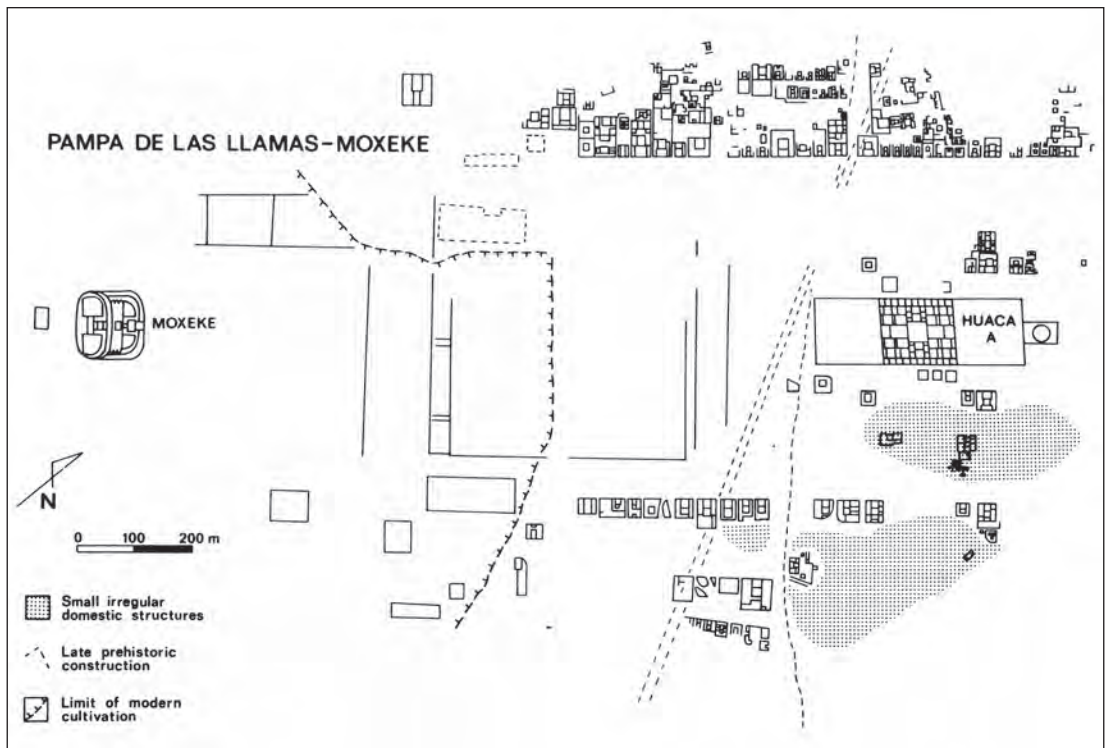 PAMPA DE LAS LLAMAS-MOXEKE
MOXEKE
HUACA
A
N
0 100 200 m
Small irregular
domestic structures
Late prehistoric
construction
Limit of modern
cultivation